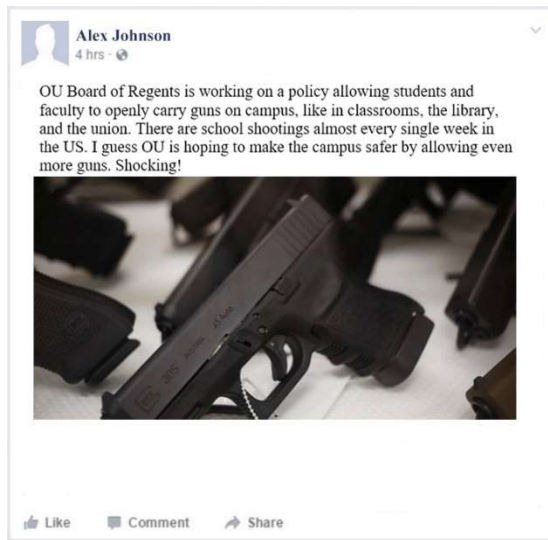 Alex Johnson
4 hrs ·
OU Board of Regents is working on a policy allowing students and
faculty to openly carry guns on campus, like in classrooms, the library,
and the union. There are school shootings almost every single week in
the US. I guess OU is hoping to make the campus safer by allowing even
more guns. Shocking!
30S
.45 Auto
Like Comment Share